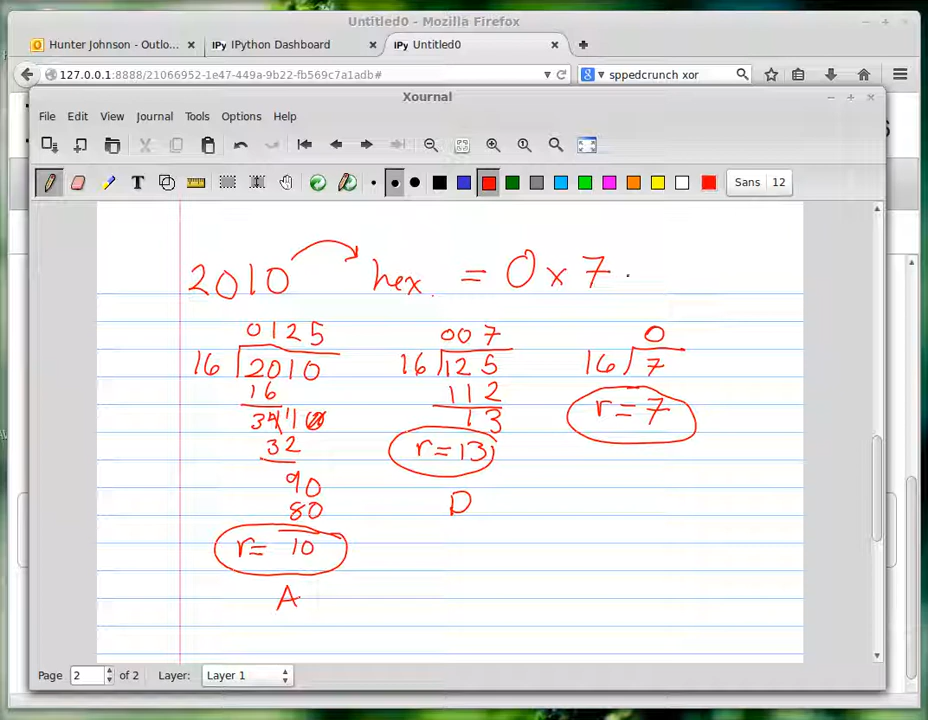 Untitled0 - Mozilla Firefox
Hunter Johnson - Outlo... IPython Dashboard IPy Untitled0
127.0.0.1:8888/21066952-1e47-449a-9b22-fb569c7a1adb# sppedcrunch xor
Xournal
File Edit View Journal Tools Options Help
Sans 12
2010 hex = 0x7
0125 007 0
16 2010 16 125 16 7
16 112 r=7
13
32 r=13
90
80 D
r= 10
A
Page 2 of 2 Layer: Layer 1